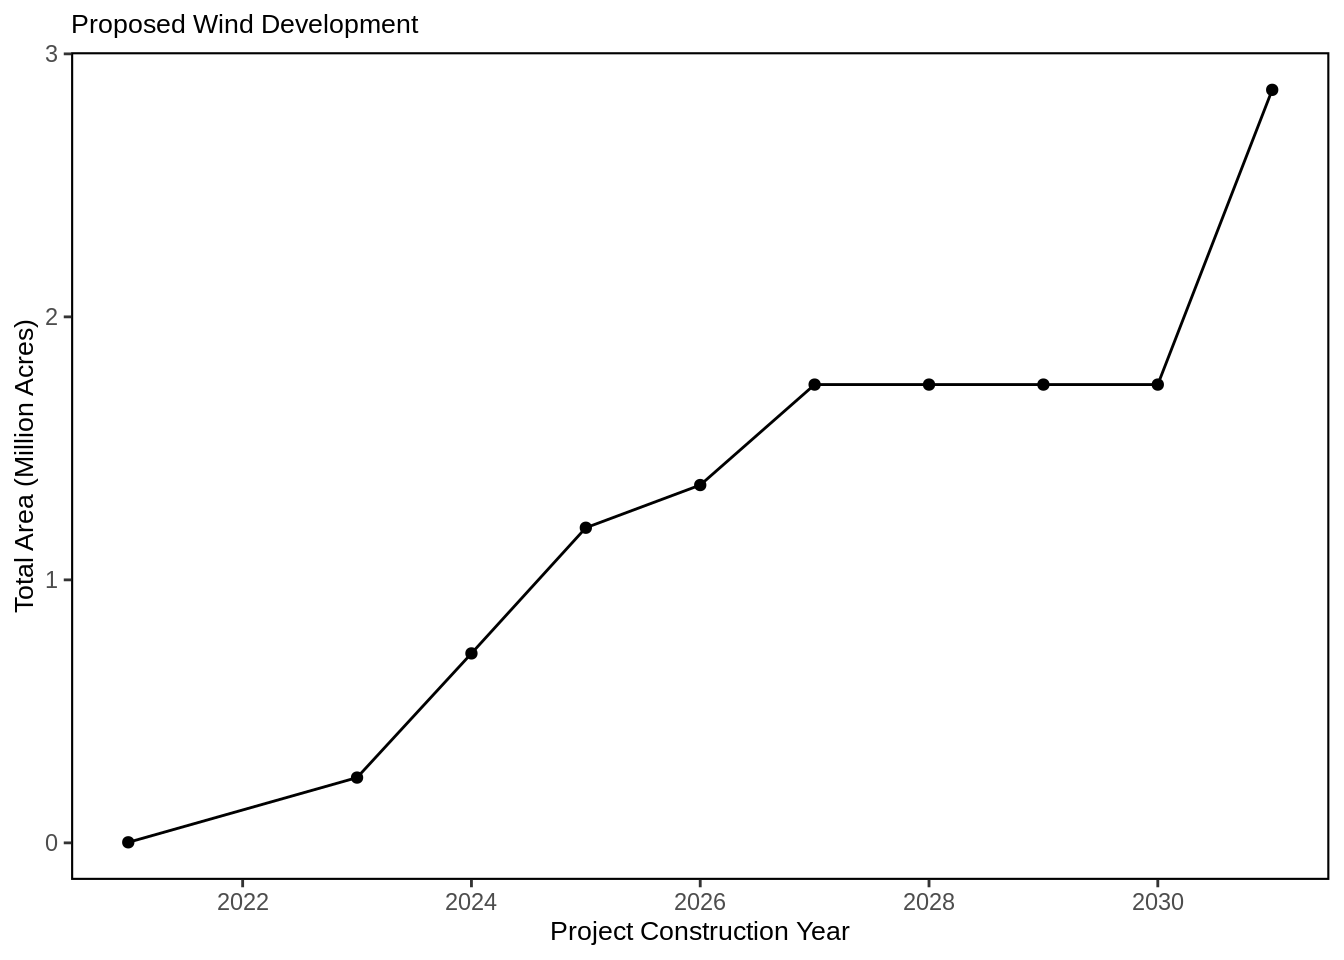 Proposed Wind Development
3
2
1
0
Total Area (Million Acres)
2022 2024 2026 2028 2030
Project Construction Year